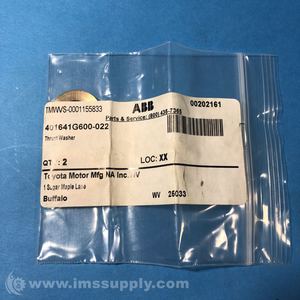 TMWVS-0001155833
ABB
00202161
Parts & Service: (800) 435-7365
401641G600-022
Thrust Washer
QTY: 2
LOC: XX
Toyota Motor Mfg NA Inc. WV
1 Sugar Maple Lane
Buffalo
WV 25033
© www.imssupply.com/